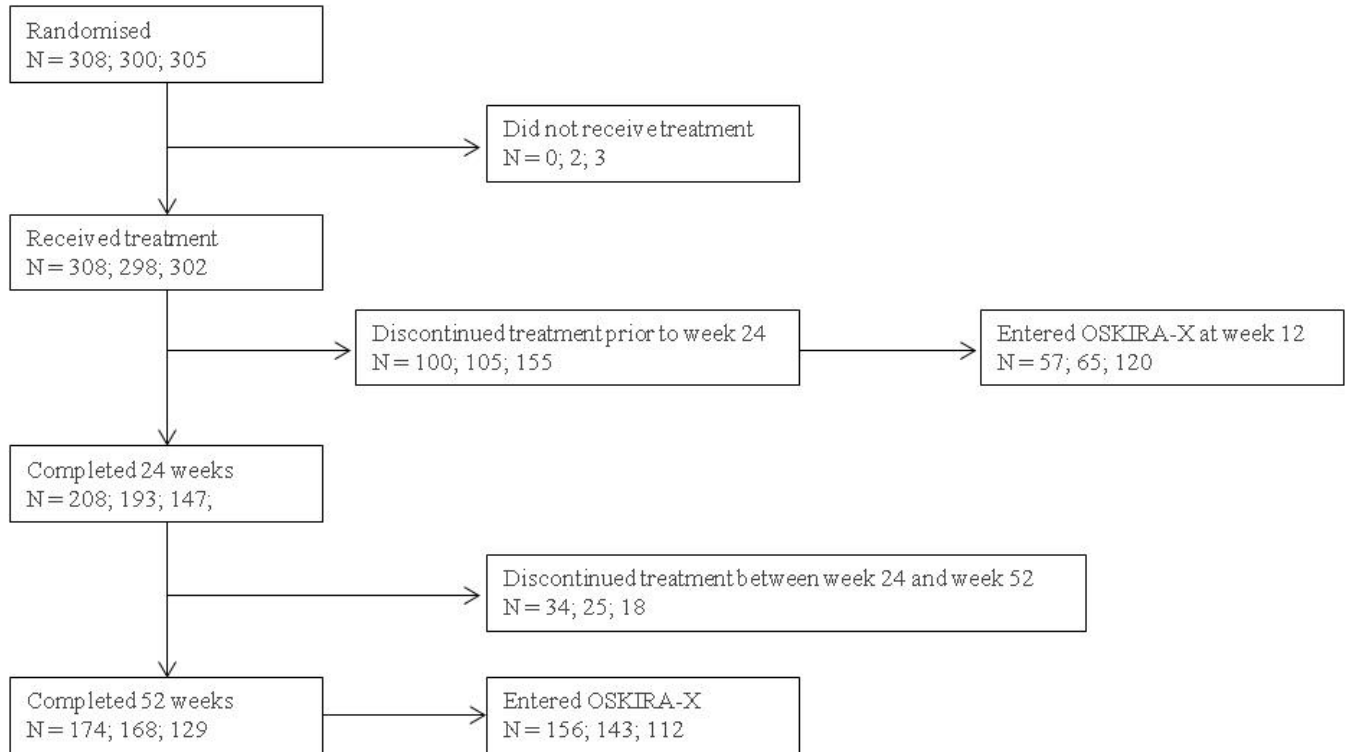 Randomised
N = 308; 300; 305
Did not receive treatment
N = 0; 2; 3
Received treatment
N = 308; 298; 302
Discontinued treatment prior to week 24
N = 100; 105; 155
Entered OSKIRA-X at week 12
N = 57; 65; 120
Completed 24 weeks
N = 208; 193; 147;
Discontinued treatment between week 24 and week 52
N = 34; 25; 18
Completed 52 weeks
N = 174; 168; 129
Entered OSKIRA-X
N = 156; 143; 112